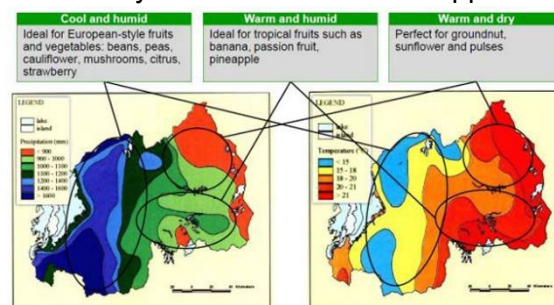 Cool and humid
Ideal for European-style fruits
and vegetables: beans, peas,
cauliflower, mushrooms, citrus,
strawberry
Warm and humid
Ideal for tropical fruits such as
banana, passion fruit,
pineapple
Warm and dry
Perfect for groundnut,
sunflower and pulses
LEGEND
lake
island
Precipitation (mm)
< 900
900 - 1000
1000 - 1100
1100 - 1200
1200 - 1400
1400 - 1600
> 1600
LEGEND
lake
island
Temperature (°C)
< 15
15 - 18
18 - 20
20 - 21
> 21